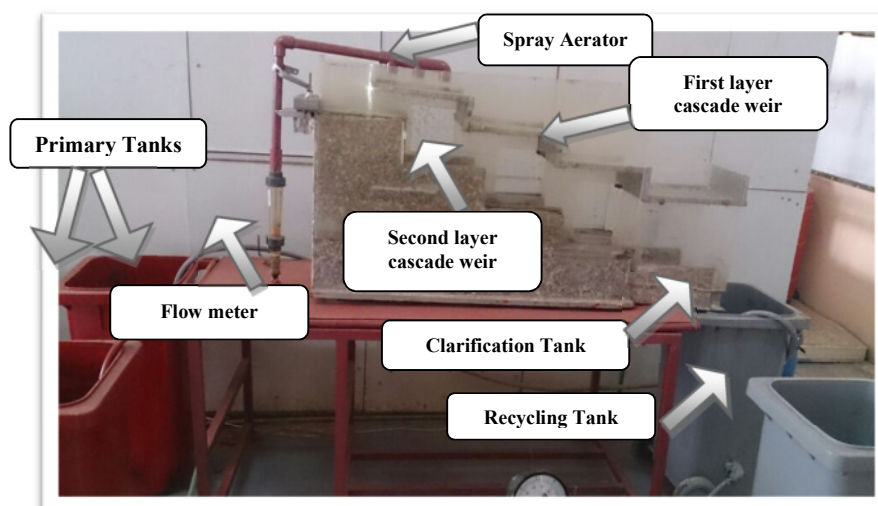 Spray Aerator
First layer
cascade weir
Primary Tanks
Second layer
cascade weir
Flow meter
Clarification Tank
Recycling Tank